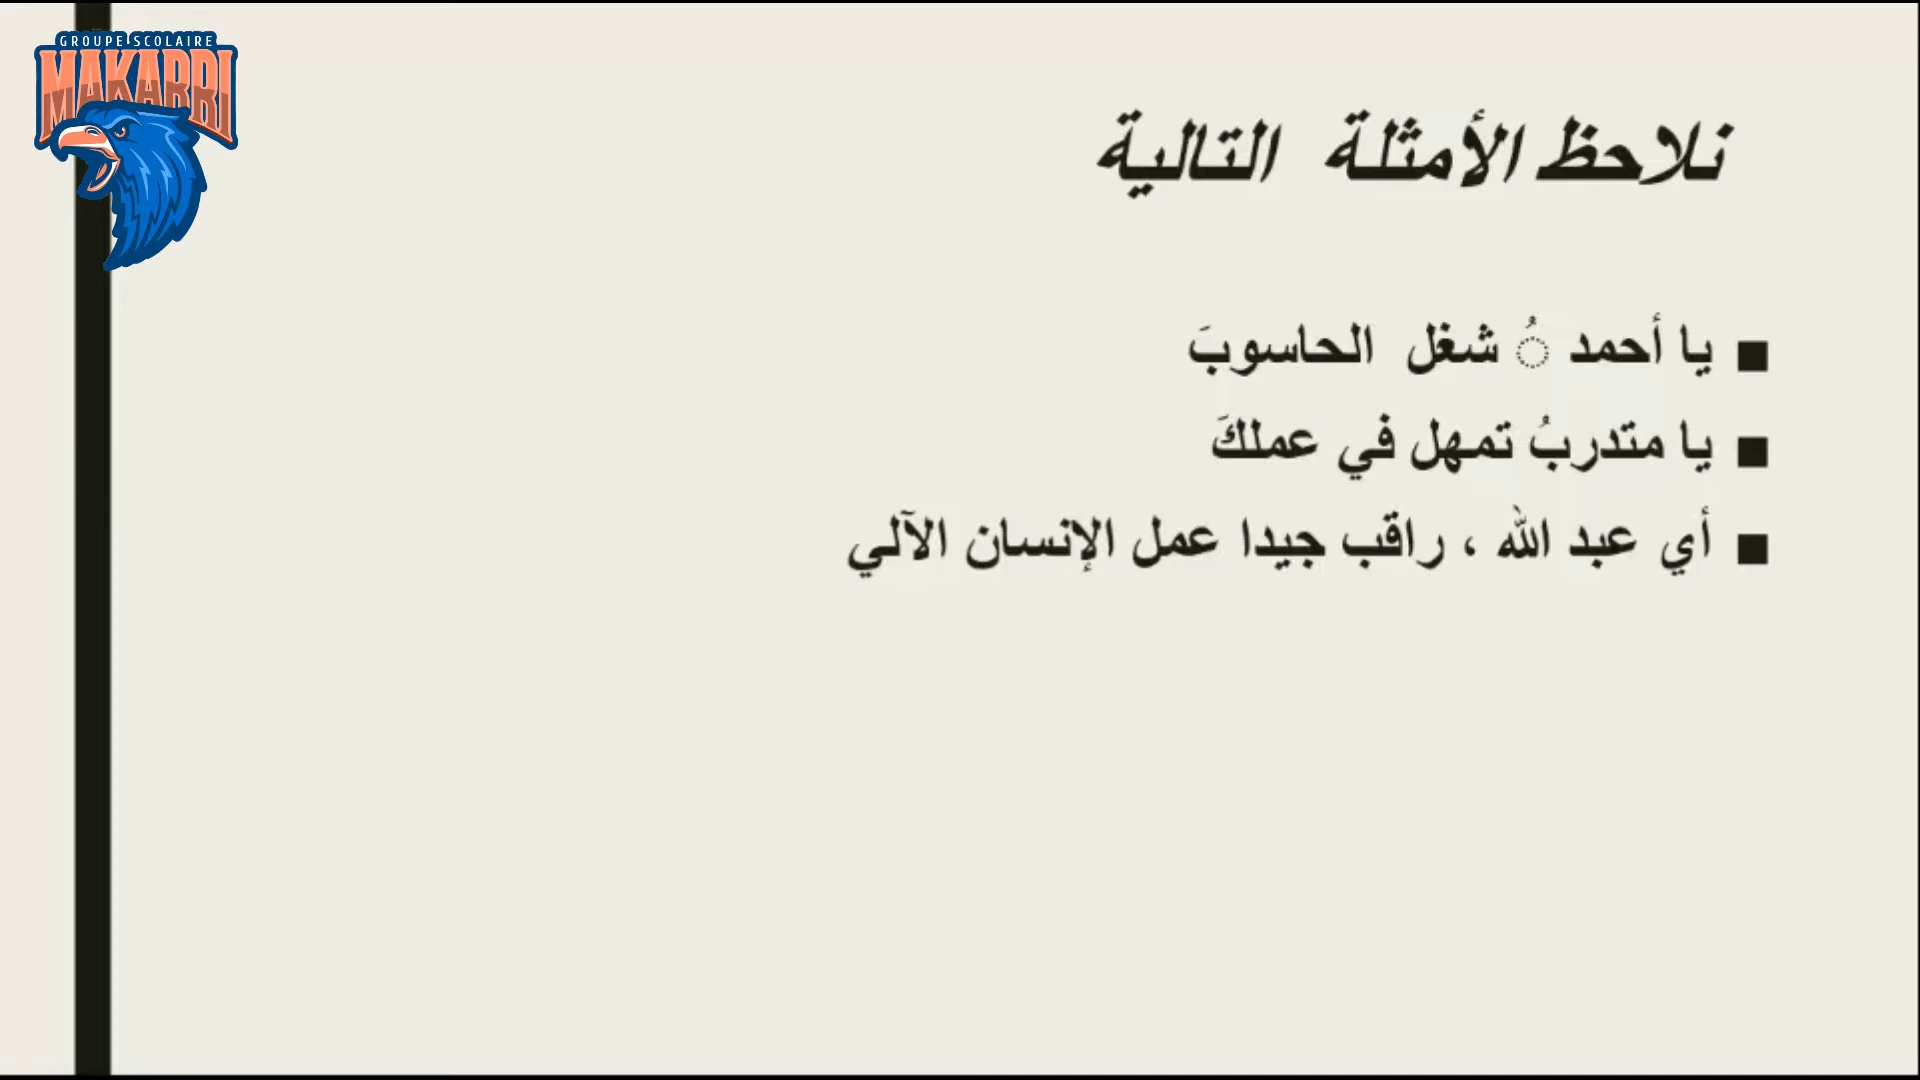 GROUPE SCOLAIRE
MAKARRI
نلاحظ الأمثلة التالية
يا أحمد ُ شغل الحاسوبَ
يا متدربُ تمهل في عملكَ
أي عبد الله ، راقب جيدا عمل الإنسان الآلي